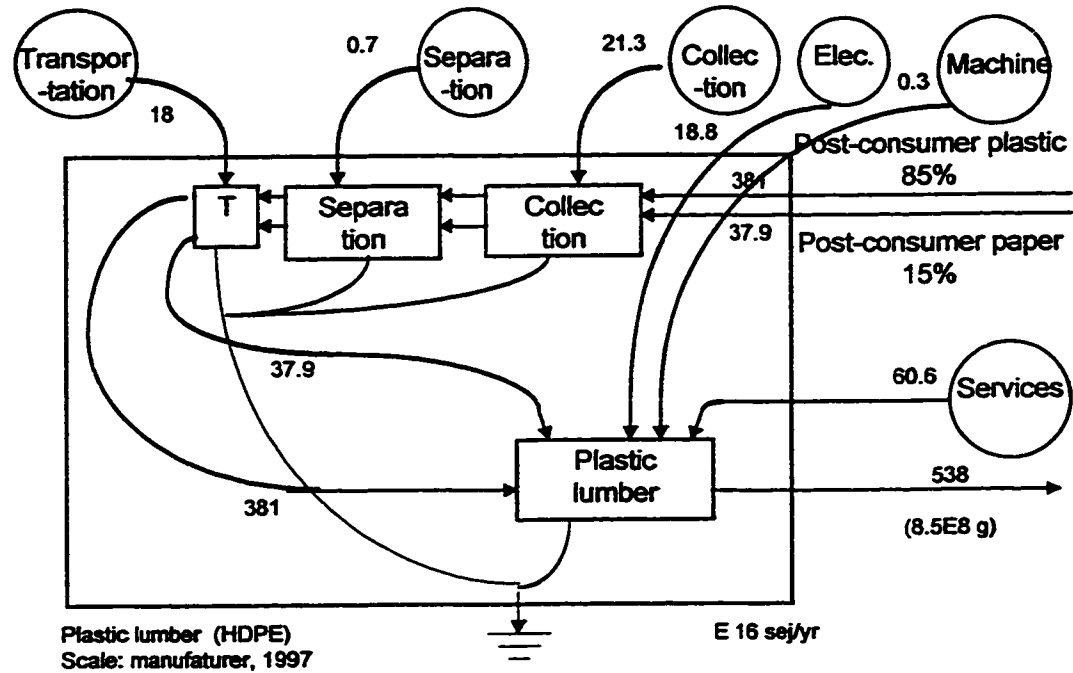 Transpor
-tation
18
0.7
Separa
-tion
21.3
Collec
-tion
Elec.
18.8
0.3
Machine
Post-consumer plastic
85%
381
37.9
Post-consumer paper
15%
T
Separa
tion
Collec
tion
37.9
381
Plastic
lumber
60.6
Services
538
(8.5E8 g)
Plastic lumber (HDPE)
Scale: manufaturer, 1997
E 16 sej/yr